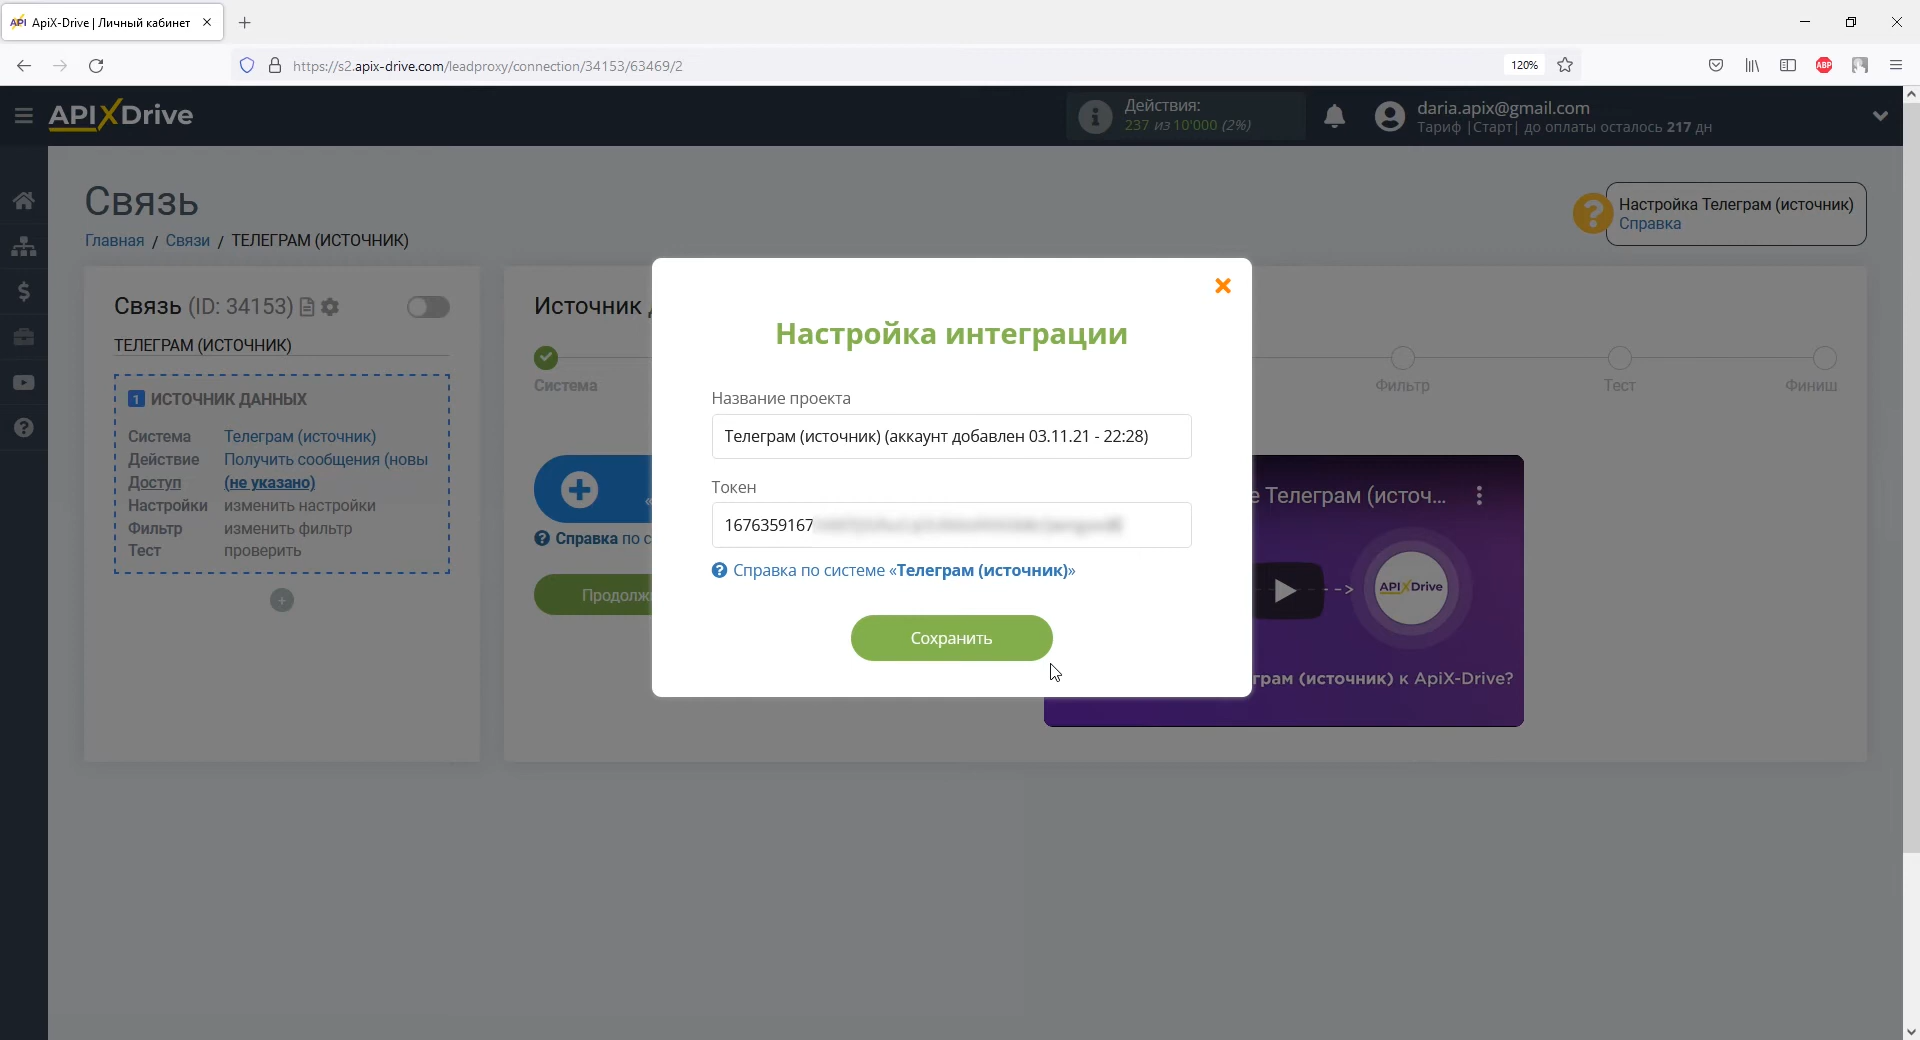 ApiX-Drive | Личный кабинет
https://s2.apix-drive.com/leadproxy/connection/34153/63469/2
120%
ABP
APIXDrive
Действия:
237 из 10'000 (2%)
daria.apix@gmail.com
Тариф |Старт| до оплаты осталось 217 дн
Связь
Главная / Связи / ТЕЛЕГРАМ (ИСТОЧНИК)
Настройка Телеграм (источник)
Справка
Связь (ID: 34153)
ТЕЛЕГРАМ (ИСТОЧНИК)
1 ИСТОЧНИК ДАННЫХ
Система Телеграм (источник)
Действие Получить сообщения (новы
Доступ (не указано)
Настройки изменить настройки
Фильтр изменить фильтр
Тест проверить
Источник
Система
Фильтр
Тест
Финиш
Справка по с
Продолж
Настройка интеграции
Название проекта
Телеграм (источник) (аккаунт добавлен 03.11.21 - 22:28)
Токен
1676359167
Справка по системе «Телеграм (источник)»
Сохранить
е Телеграм (источ...
APIXDrive
грам (источник) к ApiX-Drive?